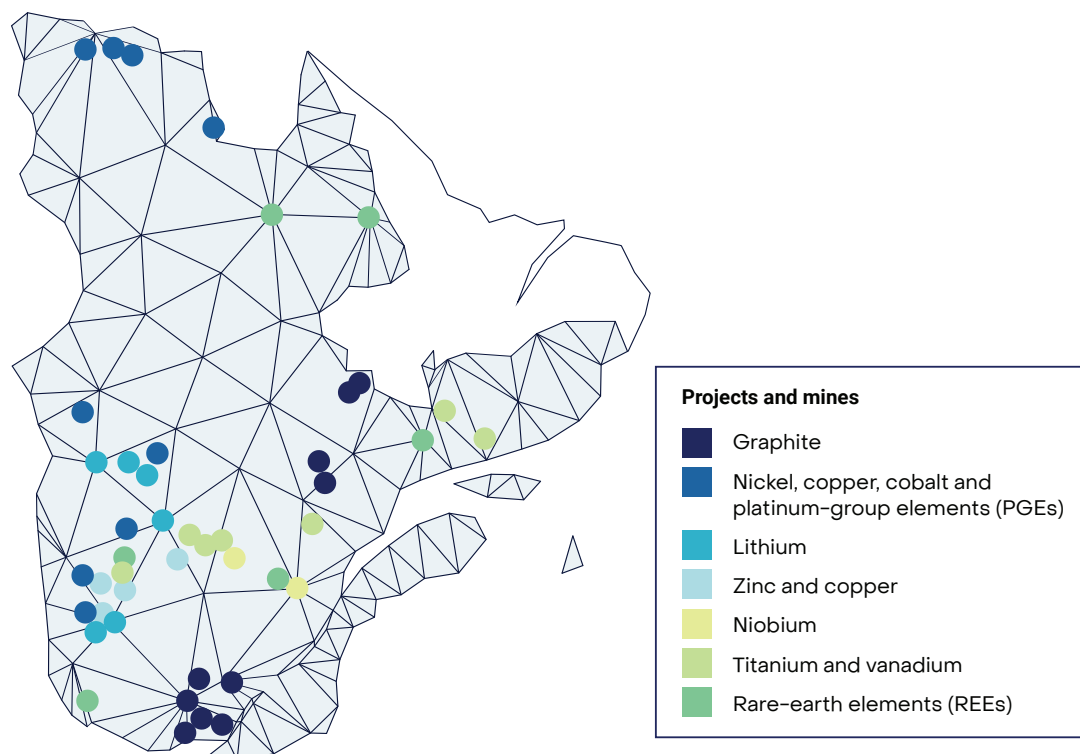 Projects and mines
Graphite
Nickel, copper, cobalt and
platinum-group elements (PGEs)
Lithium
Zinc and copper
Niobium
Titanium and vanadium
Rare-earth elements (REEs)